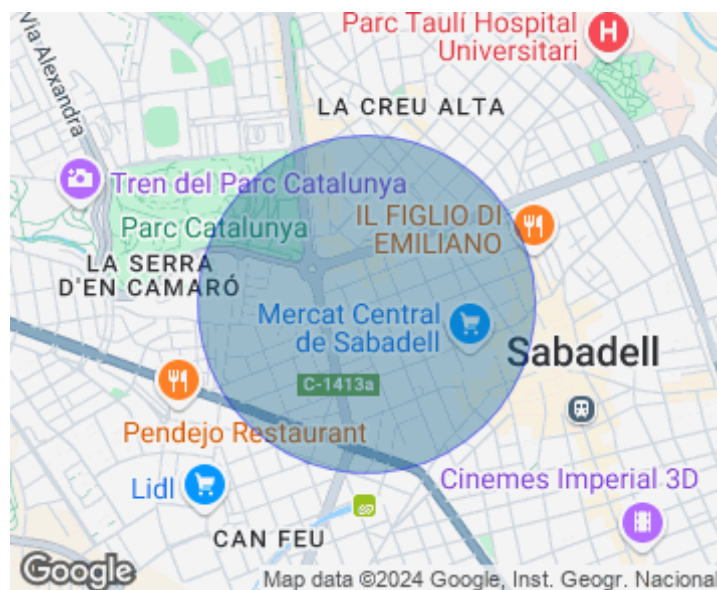 Parc Taulí Hospital
Universitari
Via Alexandra
LA CREU ALTA
Tren del Parc Catalunya
Parc Catalunya
IL FIGLIO DI
EMILIANO
LA SERRA
D'EN CAMARÓ
Mercat Central
de Sabadell
Sabadell
C-1413a
Pendejo Restaurant
Lidl
Cinemes Imperial 3D
CAN FEU
Google
Map data ©2024 Google, Inst. Geogr. Nacional